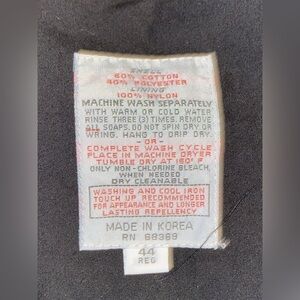 SHELL
60% COTTON
40% POLYESTER
LINING
100% NYLON
MACHINE WASH SEPARATELY
WITH WARM OR COLD WATER
RINSE THREE (3) TIMES. REMOVE
ALL SOAPS. DO NOT SPIN DRY. OR
WRING. HANG TO DRIP DRY.
-OR-
COMPLETE WASH CYCLE.
PLACE IN MACHINE DRYER
TUMBLE DRY AT 160° F
ONLY NON-CHLORINE BLEACH,
WHEN NEEDED
DRY CLEANABLE
WASHING AND COOL IRON
TOUCH UP RECOMMENDED
FOR APPEARANCE AND LONGER
LASTING REPELLENCY
MADE IN KOREA
RN 68369
44
REG